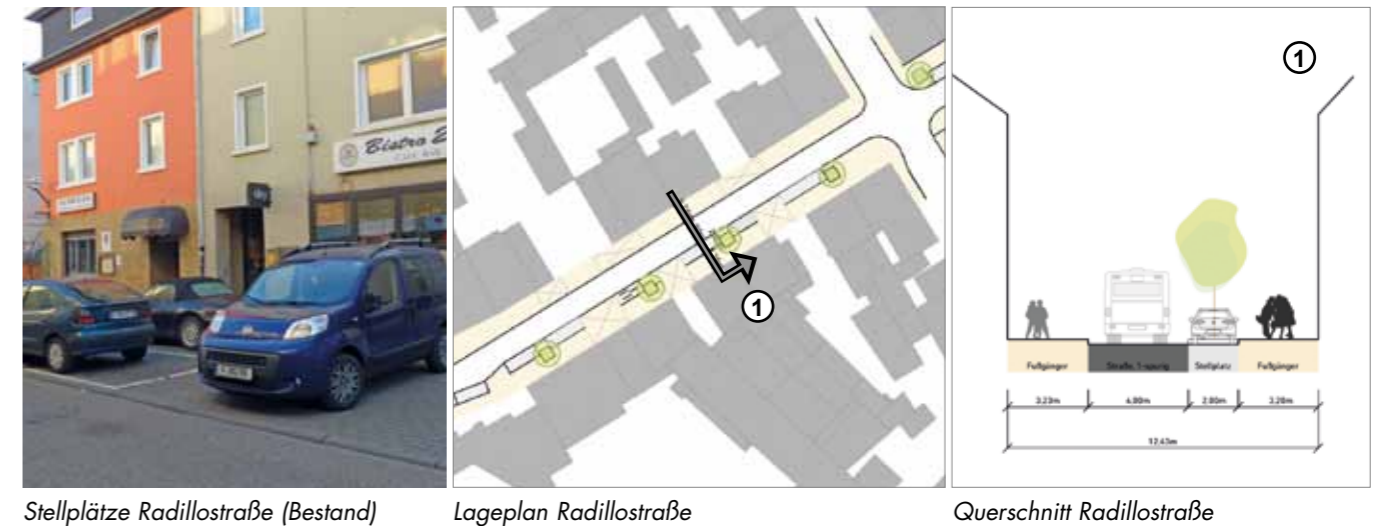 Bistro
1
1
Fußgänger
Straße, 1-spurig
Stellplatz
Fußgänger
3.23m
4.00m
2.00m
3.20m
12.43m
Stellplätze Radillostraße (Bestand)
Lageplan Radillostraße
Querschnitt Radillostraße